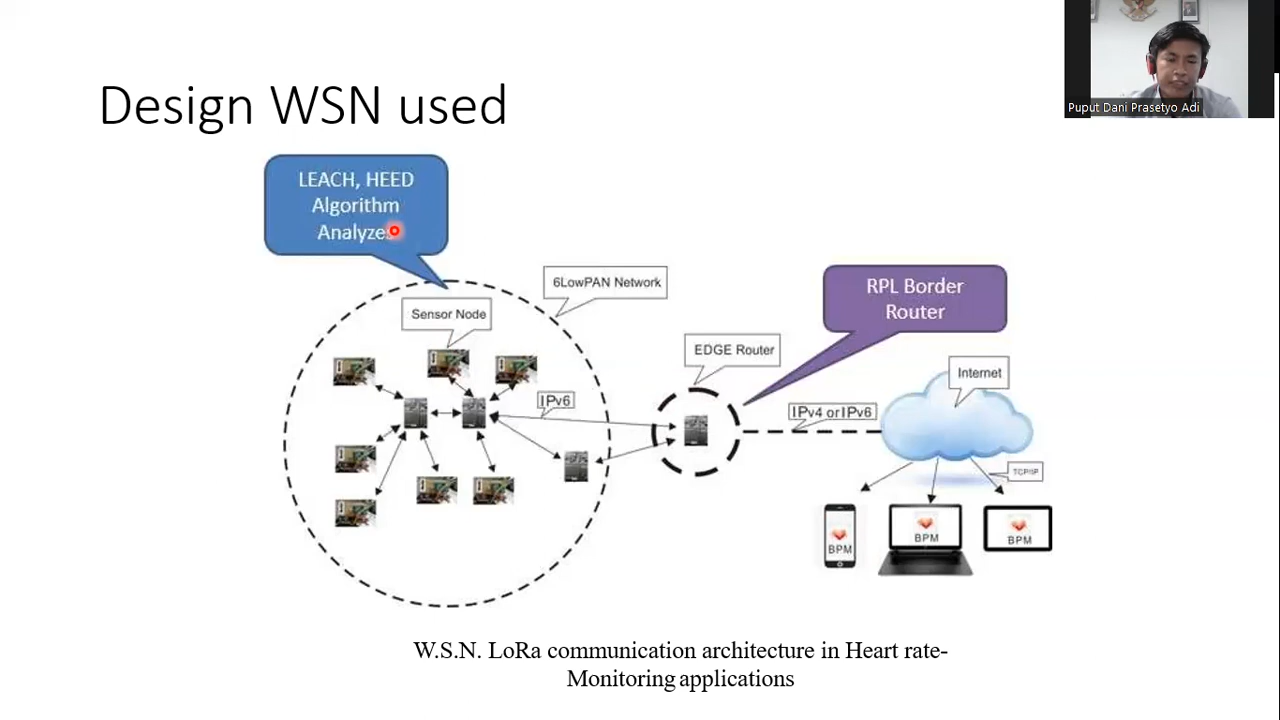 Puput Dani Prasetyo Adi
Design WSN used
LEACH, HEED
Algorithm
Analyzes
6LowPAN Network
Sensor Node
RPL Border
Router
EDGE Router
Internet
IPv6
IPv4 or IPv6
TCP/IP
BPM
BPM
BPM
W.S.N. LoRa communication architecture in Heart rate-
Monitoring applications